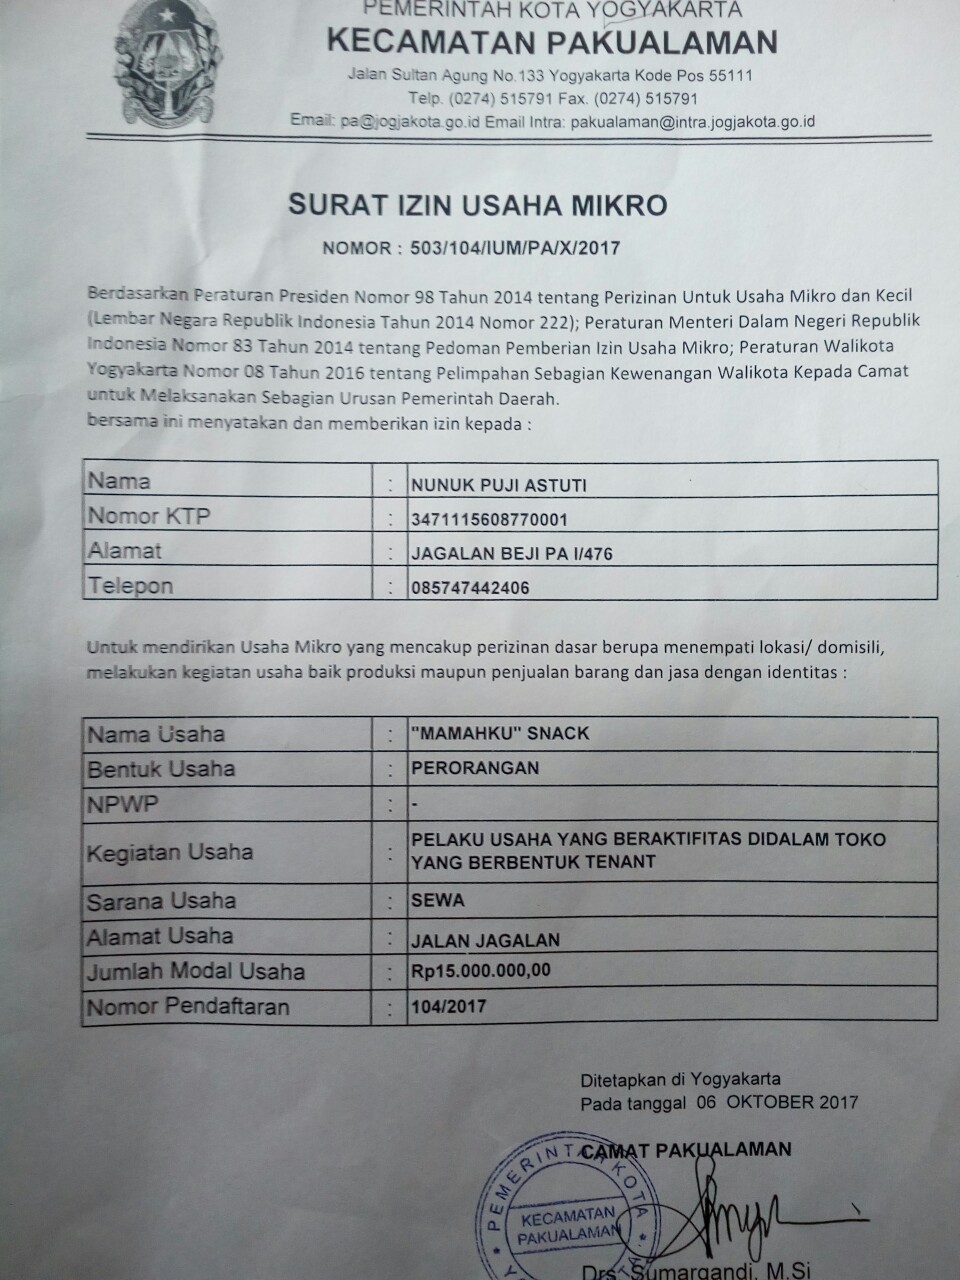 PEMERINTAH KOTA YOGYAKARTA
KECAMATAN PAKUALAMAN
Jalan Sultan Agung No.133 Yogyakarta Kode Pos 55111
Telp. (0274) 515791 Fax. (0274) 515791
Email: pa@jogjakota.go.id Email Intra: pakualaman@intra.jogjakota.go.id
SURAT IZIN USAHA MIKRO
NOMOR : 503/104/IUM/PA/X/2017
Berdasarkan Peraturan Presiden Nomor 98 Tahun 2014 tentang Perizinan Untuk Usaha Mikro dan Kecil
(Lembar Negara Republik Indonesia Tahun 2014 Nomor 222); Peraturan Menteri Dalam Negeri Republik
Indonesia Nomor 83 Tahun 2014 tentang Pedoman Pemberian Izin Usaha Mikro; Peraturan Walikota
Yogyakarta Nomor 08 Tahun 2016 tentang Pelimpahan Sebagian Kewenangan Walikota Kepada Camat
untuk Melaksanakan Sebagian Urusan Pemerintah Daerah.
bersama ini menyatakan dan memberikan izin kepada :
Nama : NUNUK PUJI ASTUTI
Nomor KTP : 3471115608770001
Alamat : JAGALAN BEJI PA I/476
Telepon : 085747442406
Untuk mendirikan Usaha Mikro yang mencakup perizinan dasar berupa menempati lokasi/ domisili,
melakukan kegiatan usaha baik produksi maupun penjualan barang dan jasa dengan identitas :
Nama Usaha : "MAMAHKU" SNACK
Bentuk Usaha : PERORANGAN
NPWP : -
Kegiatan Usaha : PELAKU USAHA YANG BERAKTIFITAS DIDALAM TOKO
YANG BERBENTUK TENANT
Sarana Usaha : SEWA
Alamat Usaha : JALAN JAGALAN
Jumlah Modal Usaha : Rp15.000.000,00
Nomor Pendaftaran : 104/2017
Ditetapkan di Yogyakarta
Pada tanggal 06 OKTOBER 2017
CAMAT PAKUALAMAN
PEMERINTAH KOTA
KECAMATAN
PAKUALAMAN
Drs. Sumargandi, M.Si